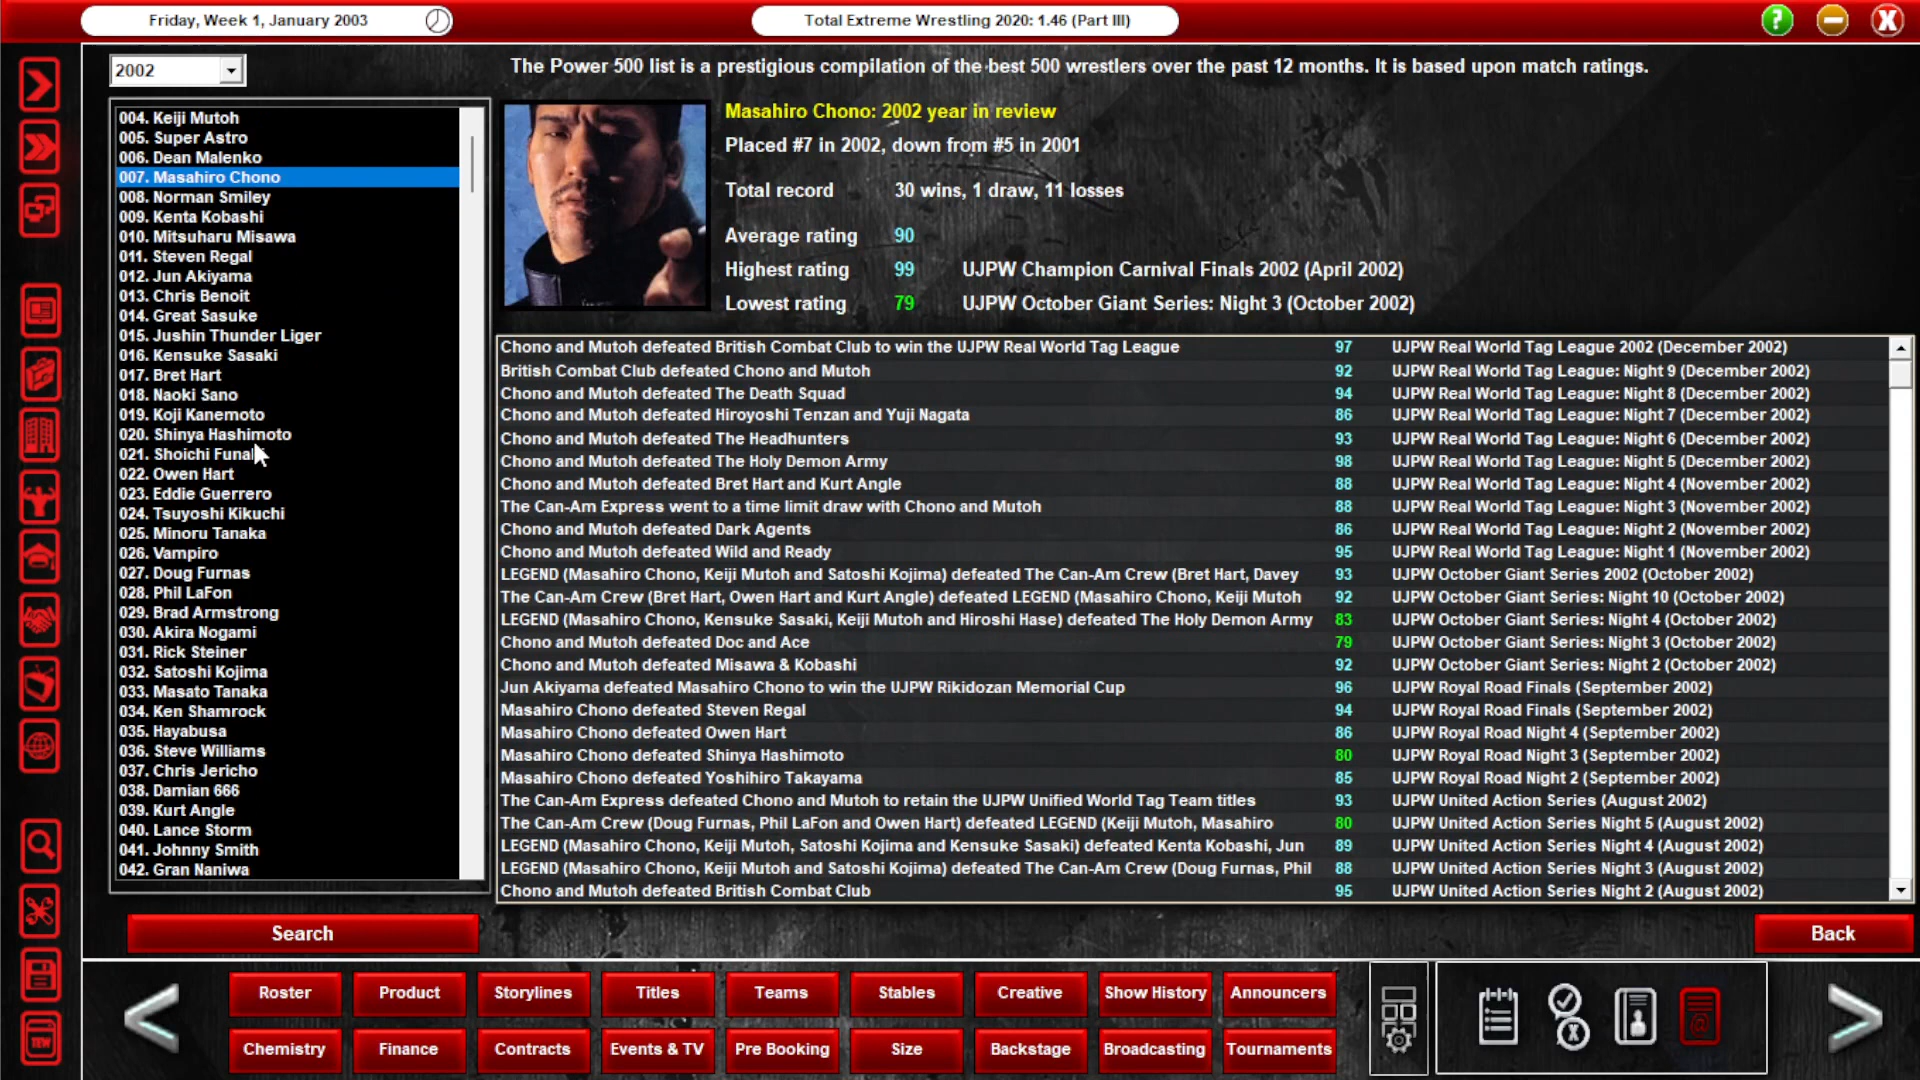 Friday, Week 1, January 2003
Total Extreme Wrestling 2020: 1.46 (Part III)
2002
The Power 500 list is a prestigious compilation of the best 500 wrestlers over the past 12 months. It is based upon match ratings.
004. Keiji Mutoh
005. Super Astro
006. Dean Malenko
007. Masahiro Chono
008. Norman Smiley
009. Kenta Kobashi
010. Mitsuharu Misawa
011. Steven Regal
012. Jun Akiyama
013. Chris Benoit
014. Great Sasuke
015. Jushin Thunder Liger
016. Kensuke Sasaki
017. Bret Hart
018. Naoki Sano
019. Koji Kanemoto
020. Shinya Hashimoto
021. Shoichi
022. Owen Hart
023. Eddie Guerrero
024. Tsuyoshi Kikuchi
025. Minoru Tanaka
026. Vampiro
027. Doug Furnas
028. Phil LaFon
029. Brad Armstrong
030. Akira Nogami
031. Rick Steiner
032. Satoshi Kojima
033. Masato Tanaka
034. Ken Shamrock
035. Hayabusa
036. Steve Williams
037. Chris Jericho
038. Damian 666
039. Kurt Angle
040. Lance Storm
041. Johnny Smith
042. Gran Naniwa
Search
Masahiro Chono: 2002 year in review
Placed #7 in 2002, down from #5 in 2001
Total record 30 wins, 1 draw, 11 losses
Average rating 90
Highest rating 99 UJPW Champion Carnival Finals 2002 (April 2002)
Lowest rating 79 UJPW October Giant Series: Night 3 (October 2002)
Chono and Mutoh defeated British Combat Club to win the UJPW Real World Tag League 97 UJPW Real World Tag League 2002 (December 2002)
British Combat Club defeated Chono and Mutoh 92 UJPW Real World Tag League: Night 9 (December 2002)
Chono and Mutoh defeated The Death Squad 94 UJPW Real World Tag League: Night 8 (December 2002)
Chono and Mutoh defeated Hiroyoshi Tenzan and Yuji Nagata 86 UJPW Real World Tag League: Night 7 (December 2002)
Chono and Mutoh defeated The Headhunters 93 UJPW Real World Tag League: Night 6 (December 2002)
Chono and Mutoh defeated The Holy Demon Army 98 UJPW Real World Tag League: Night 5 (December 2002)
Chono and Mutoh defeated Bret Hart and Kurt Angle 88 UJPW Real World Tag League: Night 4 (November 2002)
The Can-Am Express went to a time limit draw with Chono and Mutoh 88 UJPW Real World Tag League: Night 3 (November 2002)
Chono and Mutoh defeated Dark Agents 86 UJPW Real World Tag League: Night 2 (November 2002)
Chono and Mutoh defeated Wild and Ready 95 UJPW Real World Tag League: Night 1 (November 2002)
LEGEND (Masahiro Chono, Keiji Mutoh and Satoshi Kojima) defeated The Can-Am Crew (Bret Hart, Davey 93 UJPW October Giant Series 2002 (October 2002)
The Can-Am Crew (Bret Hart, Owen Hart and Kurt Angle) defeated LEGEND (Masahiro Chono, Keiji Mutoh 92 UJPW October Giant Series: Night 10 (October 2002)
LEGEND (Masahiro Chono, Kensuke Sasaki, Keiji Mutoh and Hiroshi Hase) defeated The Holy Demon Army 83 UJPW October Giant Series: Night 4 (October 2002)
Chono and Mutoh defeated Doc and Ace 79 UJPW October Giant Series: Night 3 (October 2002)
Chono and Mutoh defeated Misawa & Kobashi 92 UJPW October Giant Series: Night 2 (October 2002)
Jun Akiyama defeated Masahiro Chono to win the UJPW Rikidozan Memorial Cup 96 UJPW Royal Road Finals (September 2002)
Masahiro Chono defeated Steven Regal 94 UJPW Royal Road Finals (September 2002)
Masahiro Chono defeated Owen Hart 86 UJPW Royal Road Night 4 (September 2002)
Masahiro Chono defeated Shinya Hashimoto 80 UJPW Royal Road Night 3 (September 2002)
Masahiro Chono defeated Yoshihiro Takayama 85 UJPW Royal Road Night 2 (September 2002)
The Can-Am Express defeated Chono and Mutoh to retain the UJPW Unified World Tag Team titles 93 UJPW United Action Series (August 2002)
The Can-Am Crew (Doug Furnas, Phil LaFon and Owen Hart) defeated LEGEND (Keiji Mutoh, Masahiro 80 UJPW United Action Series Night 5 (August 2002)
LEGEND (Masahiro Chono, Keiji Mutoh, Satoshi Kojima and Kensuke Sasaki) defeated Kenta Kobashi, Jun 89 UJPW United Action Series Night 4 (August 2002)
LEGEND (Masahiro Chono, Keiji Mutoh and Satoshi Kojima) defeated The Can-Am Crew (Doug Furnas, Phil 88 UJPW United Action Series Night 3 (August 2002)
Chono and Mutoh defeated British Combat Club 95 UJPW United Action Series Night 2 (August 2002)
Back
Roster Product Storylines Titles Teams Stables Creative Show History Announcers
Chemistry Finance Contracts Events & TV Pre Booking Size Backstage Broadcasting Tournaments
TEW